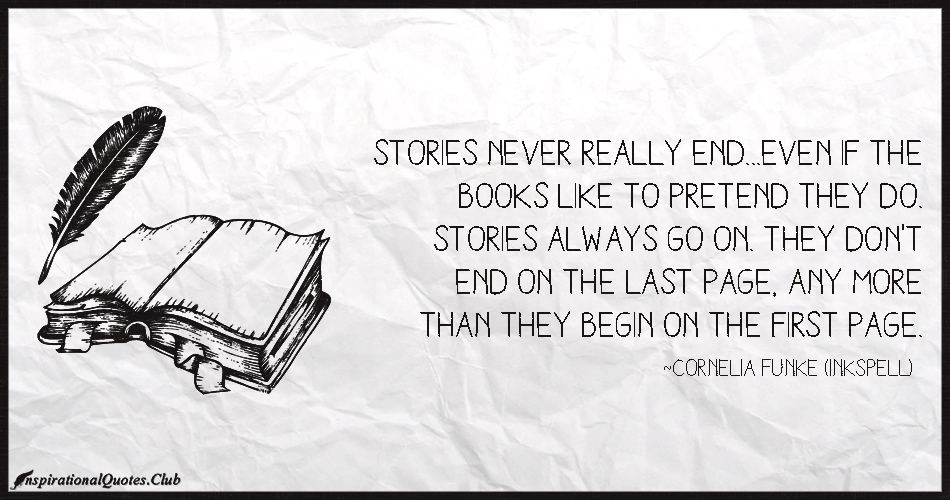 STORIES NEVER REALLY END...EVEN IF THE
BOOKS LIKE TO PRETEND THEY DO.
STORIES ALWAYS GO ON. THEY DON'T
END ON THE LAST PAGE, ANY MORE
THAN THEY BEGIN ON THE FIRST PAGE.
~CORNELIA FUNKE (INKSPELL)
InspirationalQuotes.Club